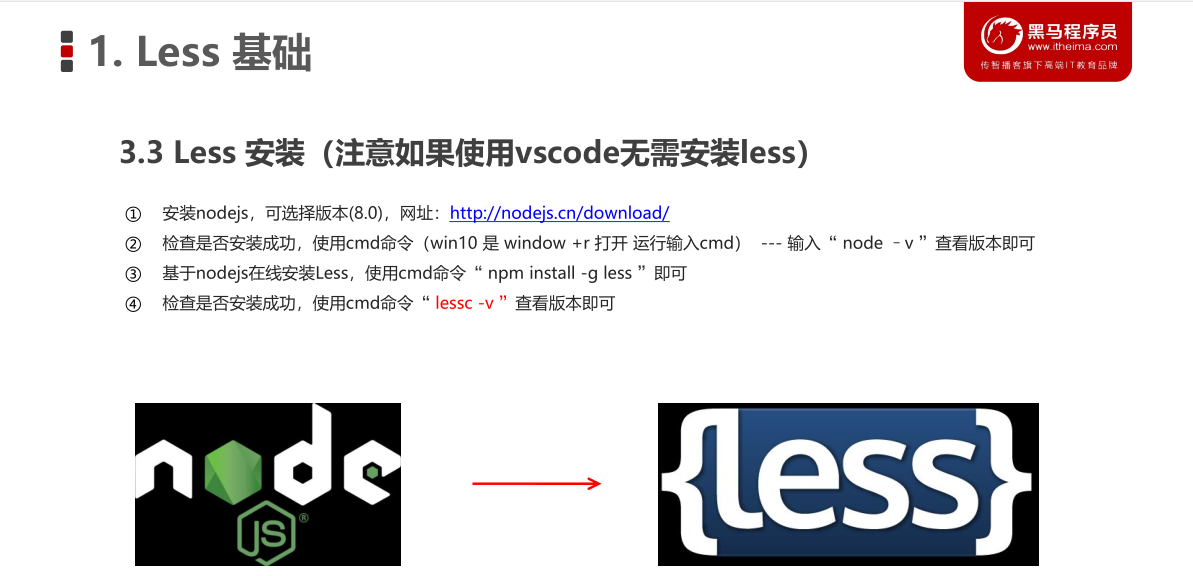 1. Less 基础
黑马程序员
www.itheima.com
传智播客旗下高端IT教育品牌
3.3 Less 安装（注意如果使用vscode无需安装less）
① 安装nodejs，可选择版本(8.0)，网址：http://nodejs.cn/download/
② 检查是否安装成功，使用cmd命令（win10 是 window +r 打开 运行输入cmd） --- 输入“ node –v ”查看版本即可
③ 基于nodejs在线安装Less，使用cmd命令“ npm install -g less ”即可
④ 检查是否安装成功，使用cmd命令“ lessc -v ”查看版本即可
node
JS®
{less}